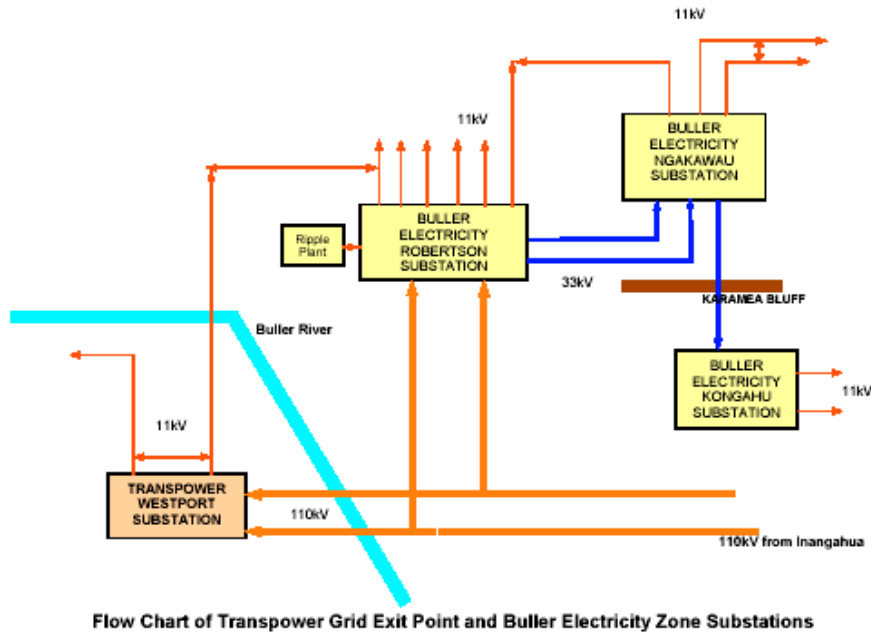 11kV
BULLER
ELECTRICITY
NGAKAWAU
SUBSTATION
11kV
BULLER
ELECTRICITY
ROBERTSON
SUBSTATION
Ripple
Plant
33kV
KARAMEA BLUFF
Buller River
BULLER
ELECTRICITY
KONGAHU
SUBSTATION
11kV
11kV
TRANSPOWER
WESTPORT
SUBSTATION
110kV
110kV from Inangahua
Flow Chart of Transpower Grid Exit Point and Buller Electricity Zone Substations